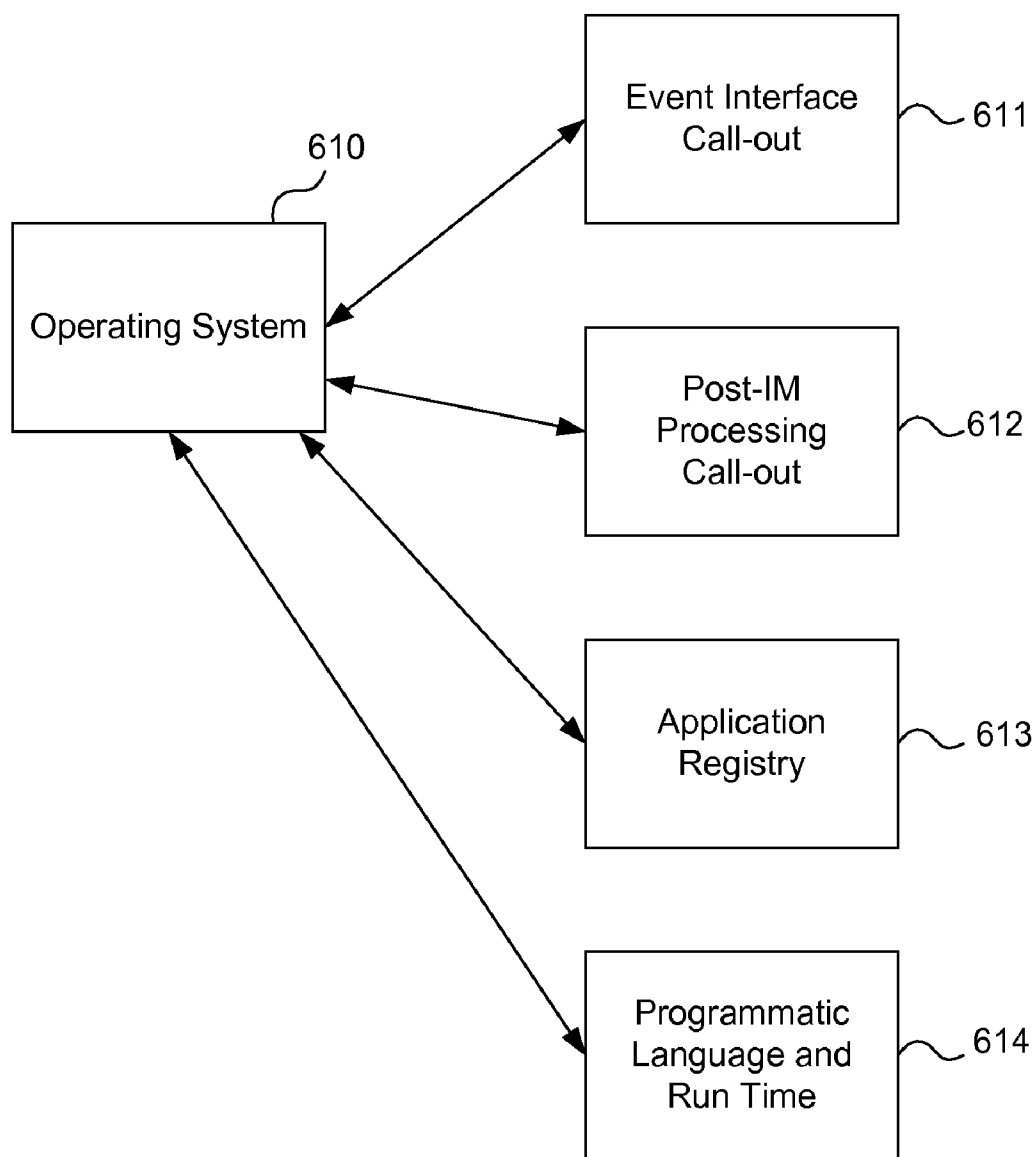 Event Interface
Call-out
611
610
Operating System
Post-IM
Processing
Call-out
612
Application
Registry
613
Programmatic
Language and
Run Time
614